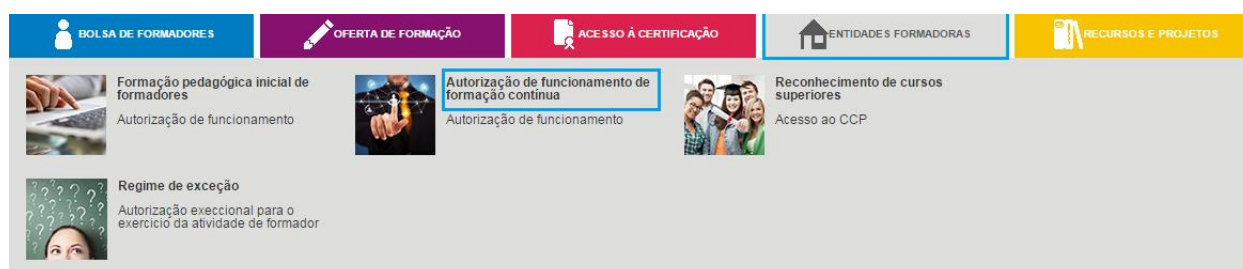 BOLSA DE FORMADORES
OFERTA DE FORMAÇÃO
ACESSO À CERTIFICAÇÃO
ENTIDADES FORMADORAS
RECURSOS E PROJETOS
Formação pedagógica inicial de
formadores
Autorização de funcionamento
Autorização de funcionamento de
formação contínua
Autorização de funcionamento
Reconhecimento de cursos
superiores
Acesso ao CCP
Regime de exceção
Autorização execcional para o
exercicio da atividade de formador